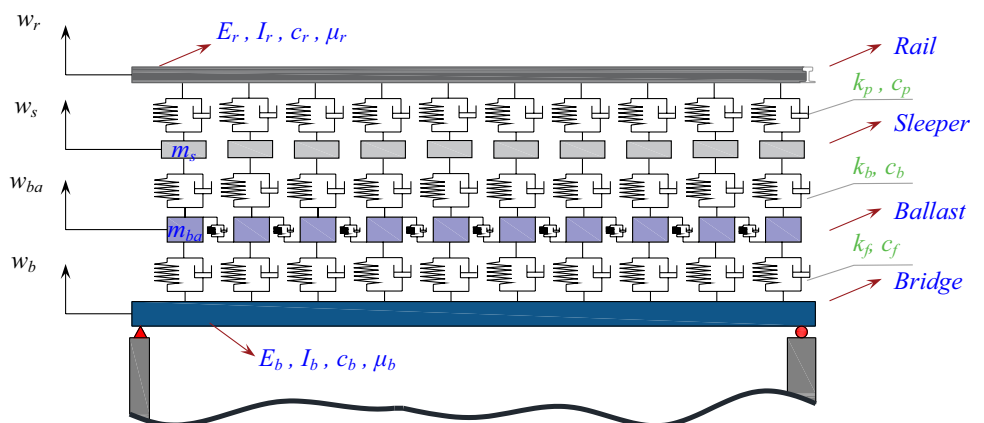 w_r
E_r , I_r , c_r , μ_r
Rail
k_p , c_p
w_s
Sleeper
m_s
k_b, c_b
w_ba
Ballast
m_ba
k_f, c_f
w_b
Bridge
E_b , I_b , c_b , μ_b